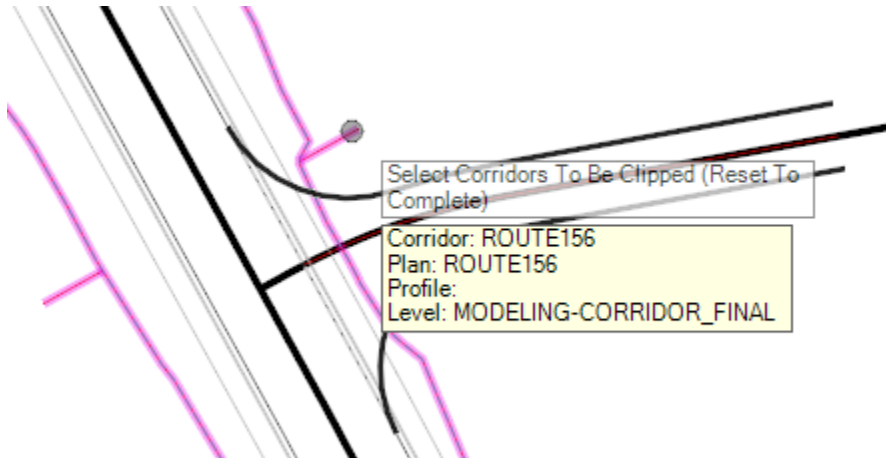 Select Corridors To Be Clipped (Reset To
Complete)
Corridor: ROUTE156
Plan: ROUTE156
Profile:
Level: MODELING-CORRIDOR_FINAL